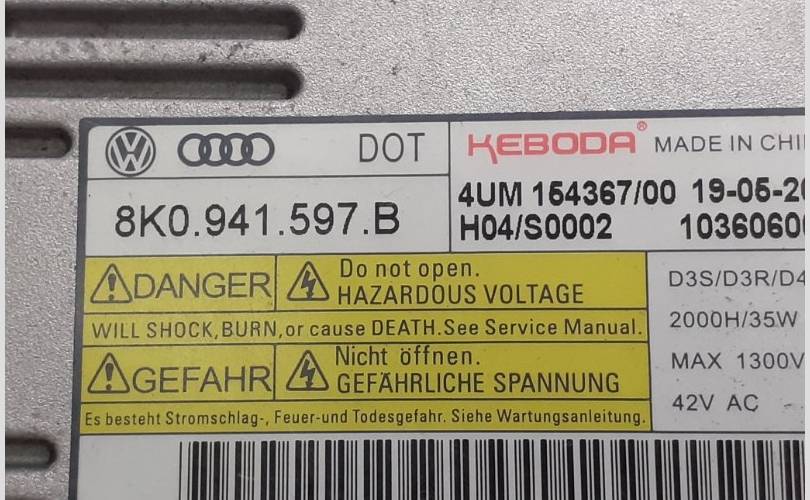 DOT
KEBODA® MADE IN CHI
8K0.941.597.B
4UM 154367/00 19-05-2
H04/S0002 1036060
DANGER
Do not open.
HAZARDOUS VOLTAGE
WILL SHOCK,BURN,or cause DEATH.See Service Manual.
GEFAHR
Nicht öffnen.
GEFÄHRLICHE SPANNUNG
Es besteht Stromschlag-, Feuer-und Todesgefahr. Siehe Wartungsanleitung.
D3S/D3R/D4
2000H/35W
MAX 1300V
42V AC